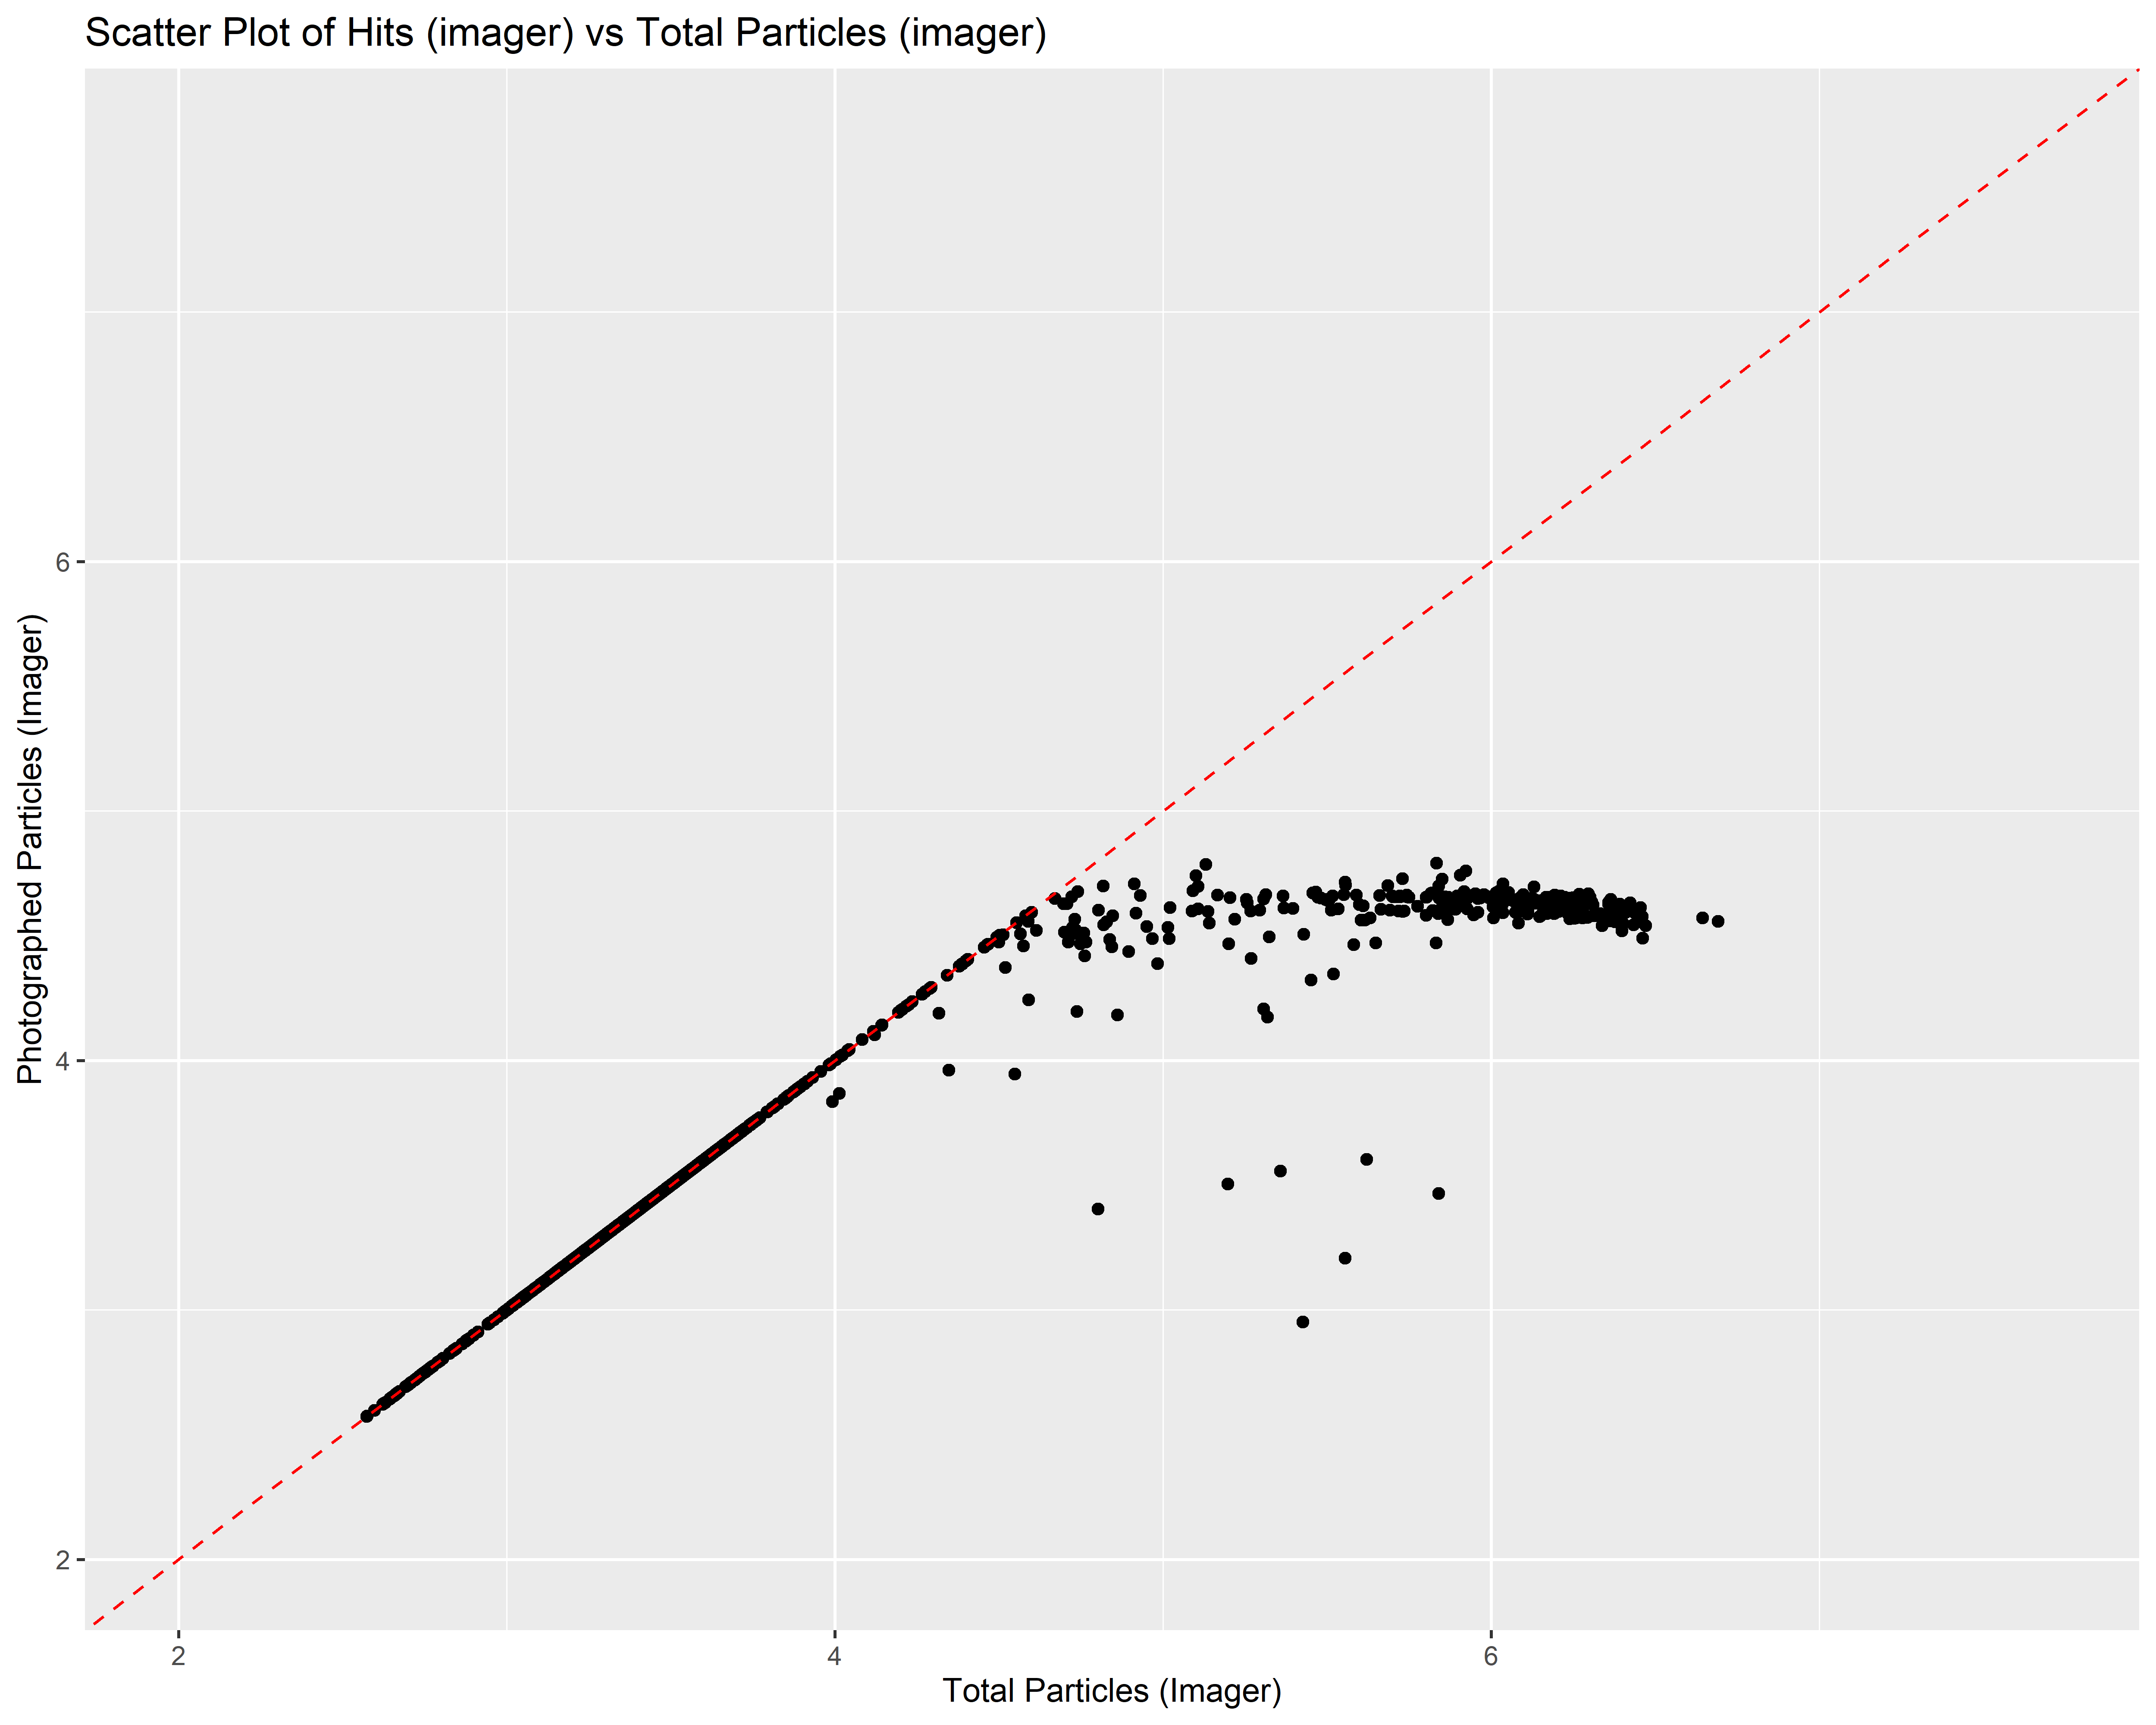 Scatter Plot of Hits (imager) vs Total Particles (imager)
Photographed Particles (Imager)
6
4
2
2
4
6
Total Particles (Imager)